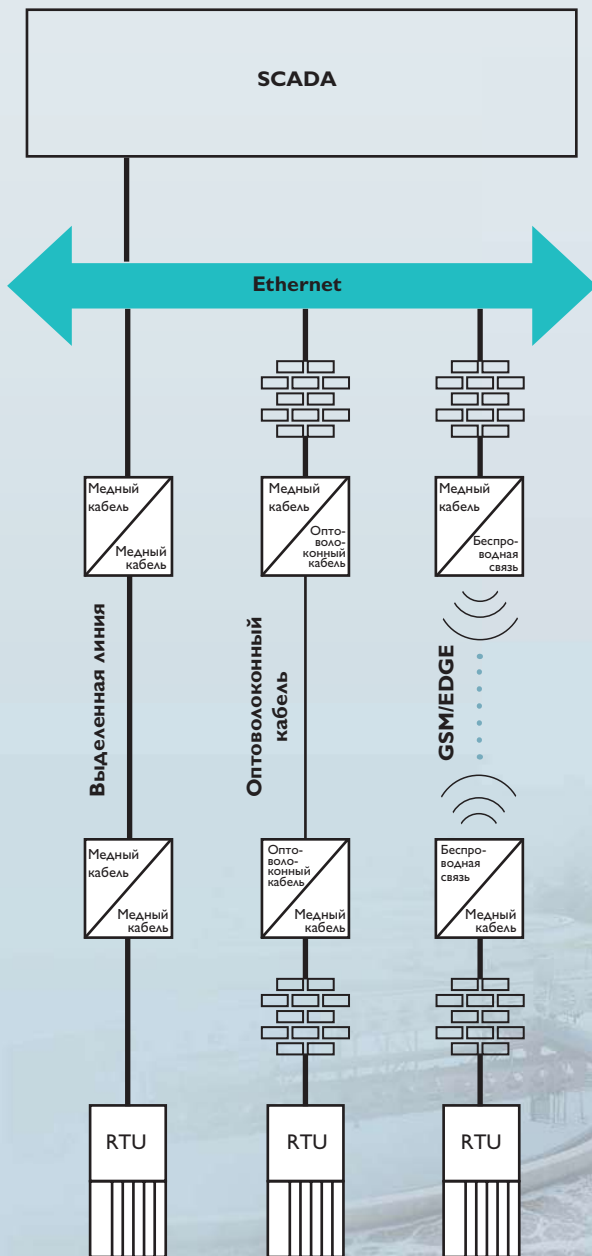 SCADA
Ethernet
Медный
кабель
Медный
кабель
Медный
кабель
Опто-
воло-
конный
кабель
Медный
кабель
Беспро-
водная
связь
Выделенная линия
Оптоволоконный
кабель
GSM/EDGE
Медный
кабель
Медный
кабель
Опто-
воло-
конный
кабель
Медный
кабель
Беспро-
водная
связь
Медный
кабель
RTU
RTU
RTU